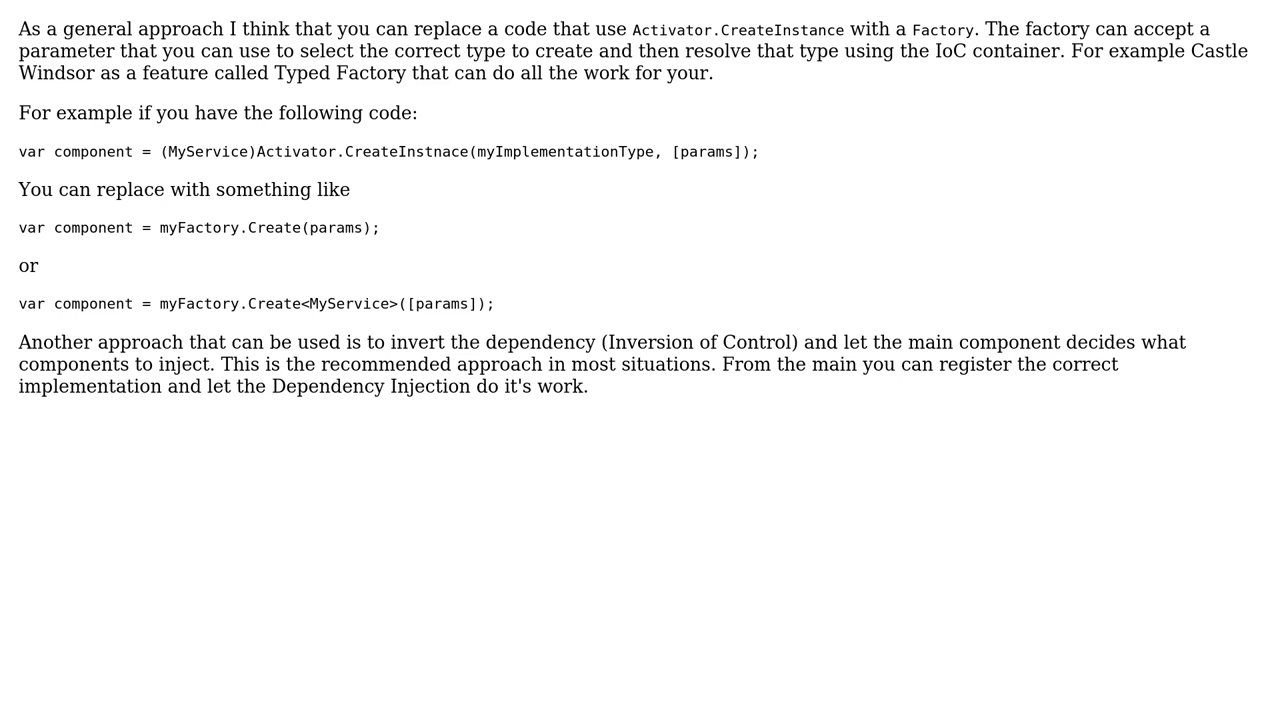 As a general approach I think that you can replace a code that use Activator.CreateInstance with a Factory. The factory can accept a
parameter that you can use to select the correct type to create and then resolve that type using the IoC container. For example Castle
Windsor as a feature called Typed Factory that can do all the work for your.
For example if you have the following code:
var component = (MyService)Activator.CreateInstnace(myImplementationType, [params]);
You can replace with something like
var component = myFactory.Create(params);
or
var component = myFactory.Create<MyService>([params]);
Another approach that can be used is to invert the dependency (Inversion of Control) and let the main component decides what
components to inject. This is the recommended approach in most situations. From the main you can register the correct
implementation and let the Dependency Injection do it's work.